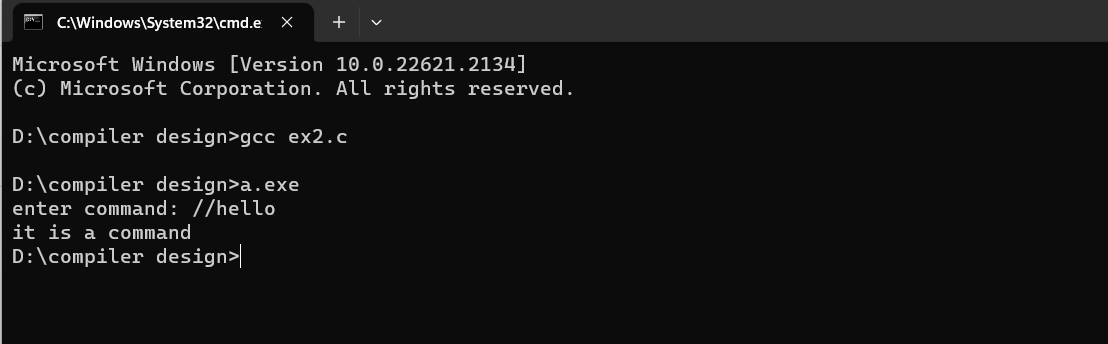 C:\Windows\System32\cmd.e
Microsoft Windows [Version 10.0.22621.2134]
(c) Microsoft Corporation. All rights reserved.
D:\compiler design>gcc ex2.c
D:\compiler design>a.exe
enter command: //hello
it is a command
D:\compiler design>